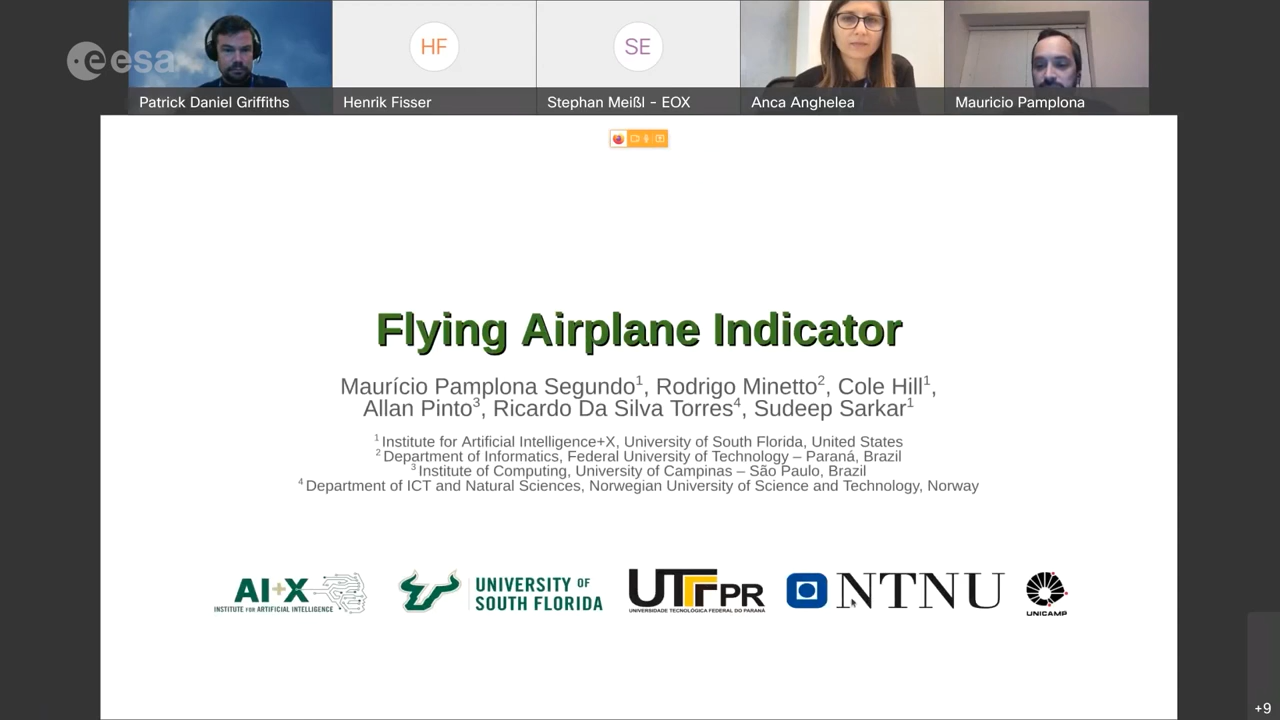 esa
HF
SE
Patrick Daniel Griffiths
Henrik Fisser
Stephan Meißl - EOX
Anca Anghelea
Mauricio Pamplona
Flying Airplane Indicator
Maurício Pamplona Segundo1, Rodrigo Minetto2, Cole Hill1,
Allan Pinto3, Ricardo Da Silva Torres4, Sudeep Sarkar1
1 Institute for Artificial Intelligence+X, University of South Florida, United States
2 Department of Informatics, Federal University of Technology – Paraná, Brazil
3 Institute of Computing, University of Campinas – São Paulo, Brazil
4 Department of ICT and Natural Sciences, Norwegian University of Science and Technology, Norway
AI+X
INSTITUTE FOR ARTIFICIAL INTELLIGENCE
UNIVERSITY OF
SOUTH FLORIDA
UTFPR
UNIVERSIDADE TECNOLÓGICA FEDERAL DO PARANÁ
NTNU
UNICAMP
+9